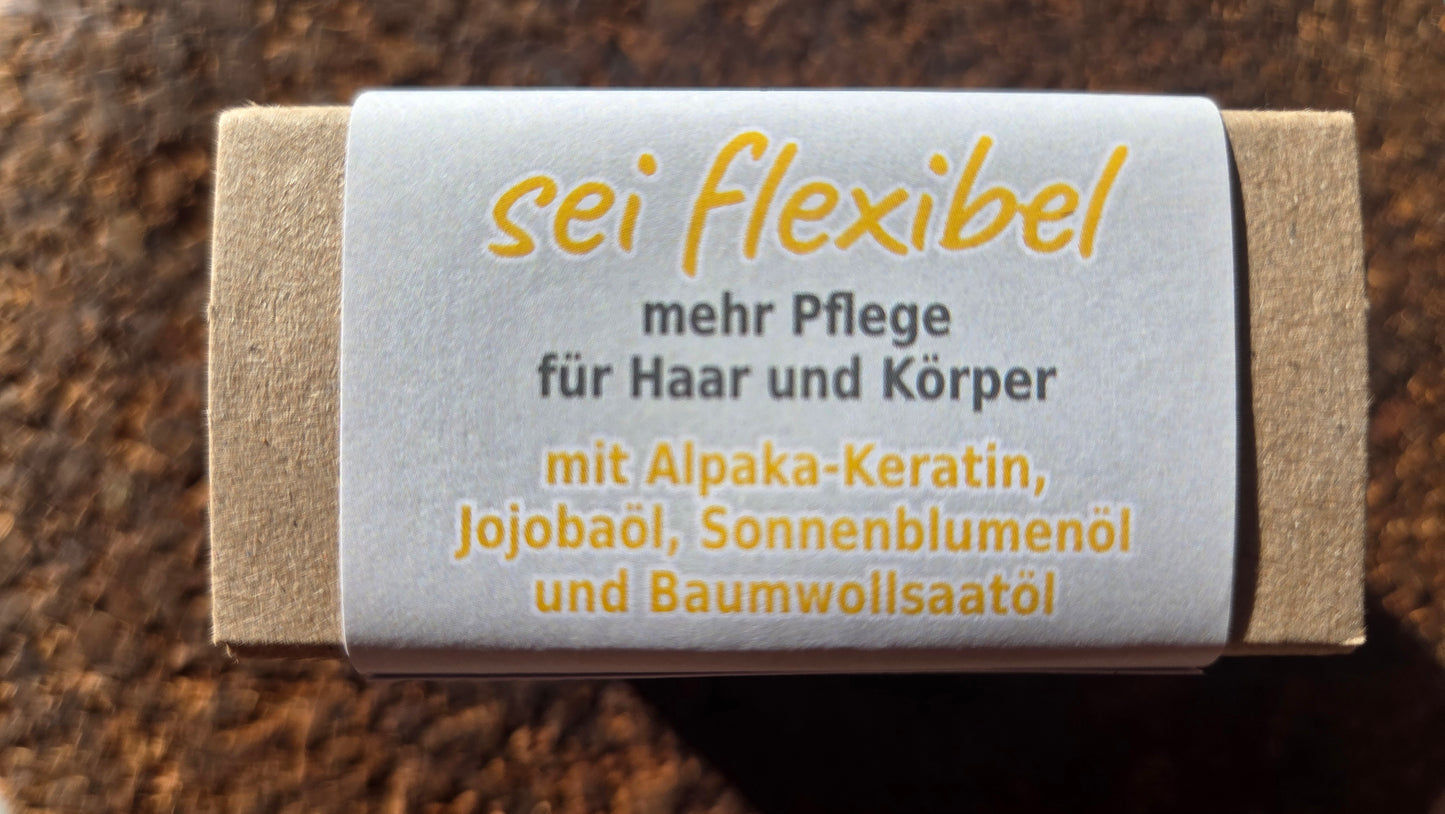 sei flexibel
mehr Pflege
für Haar und Körper
mit Alpaka-Keratin,
Jojobaöl, Sonnenblumenöl
und Baumwollsaatöl